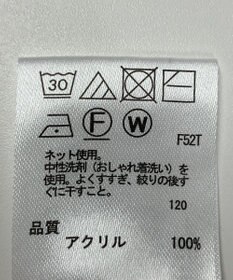 30
F W F52T
ネット使用。
中性洗剤(おしゃれ着洗い)
を使用。よくすすぎ、絞りの後す
ぐに干すこと。
120
品質
アクリル 100%